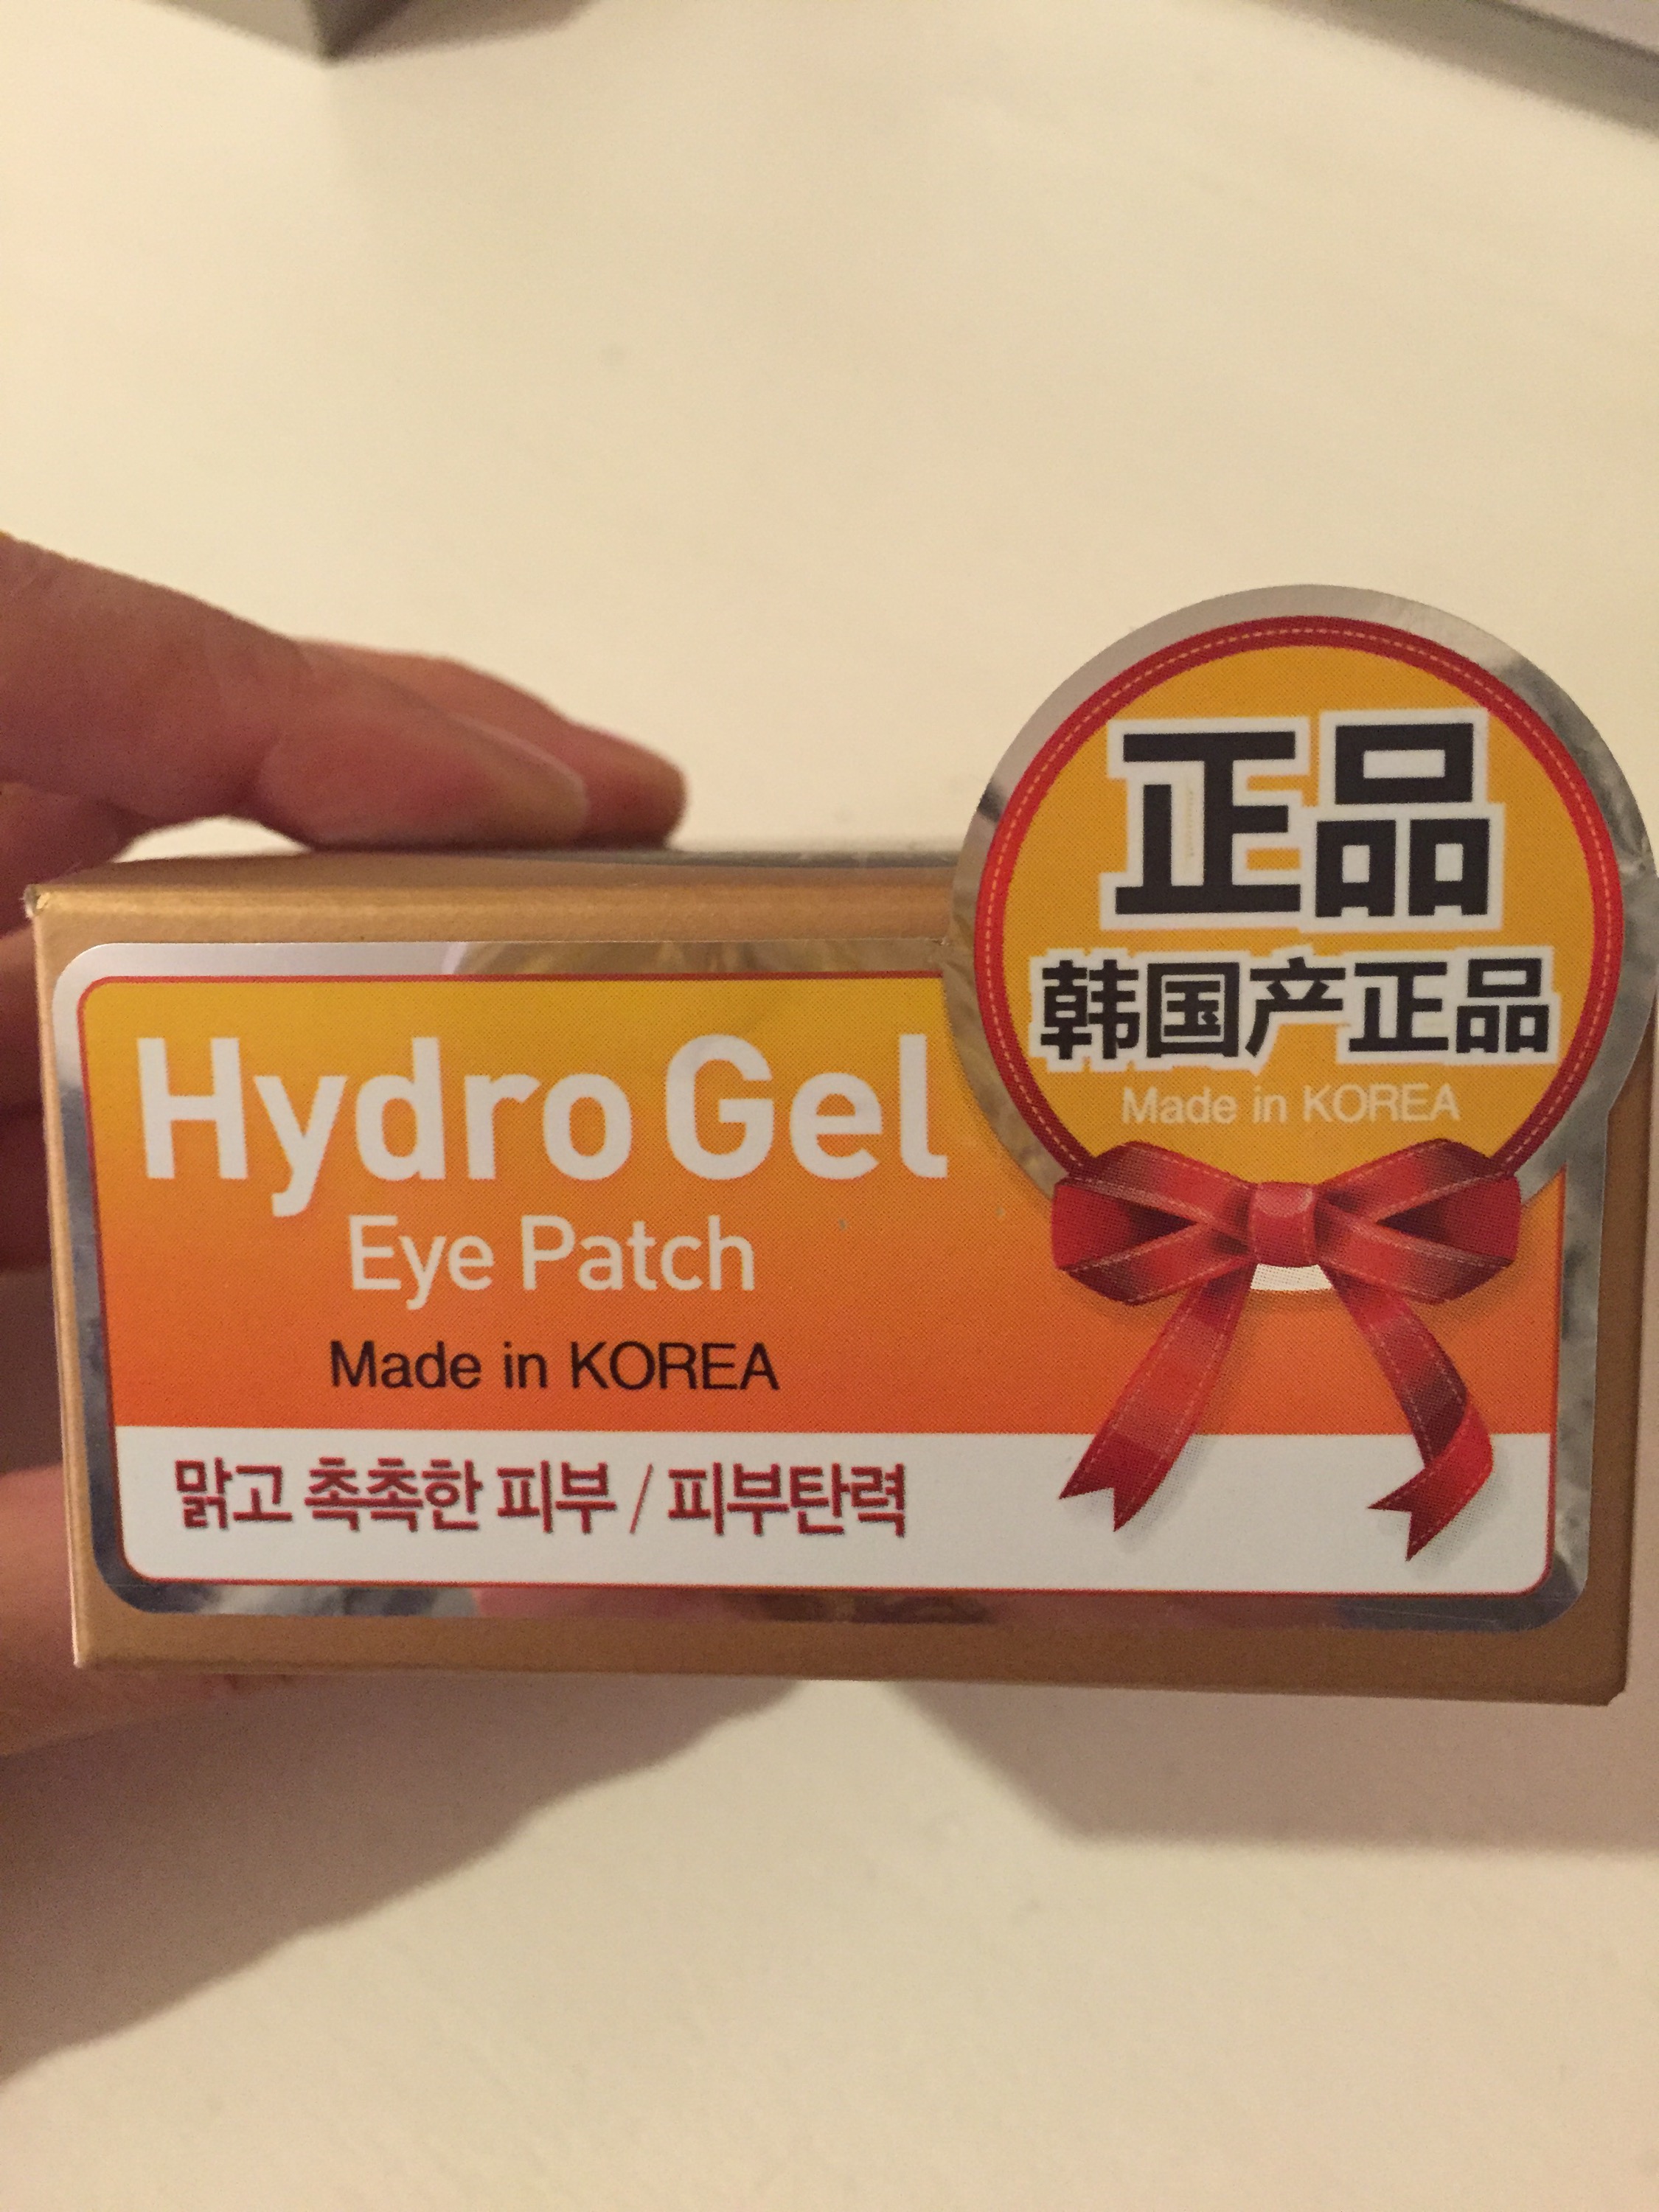 正品
韩国产正品
Made in KOREA
Hydro Gel
Eye Patch
Made in KOREA
맑고 촉촉한 피부 / 피부탄력